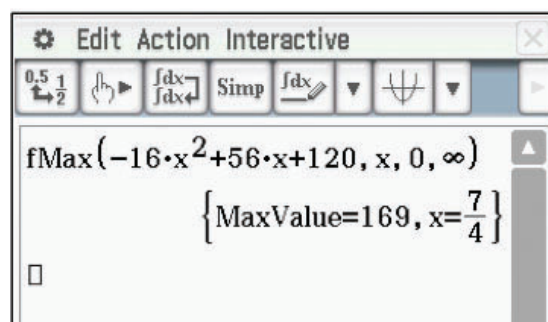 Edit Action Interactive
0.5 1/2 ∫dx ∫dx Simp ∫dx
fMax(-16·x²+56·x+120, x, 0, ∞)
{MaxValue=169, x=7/4}